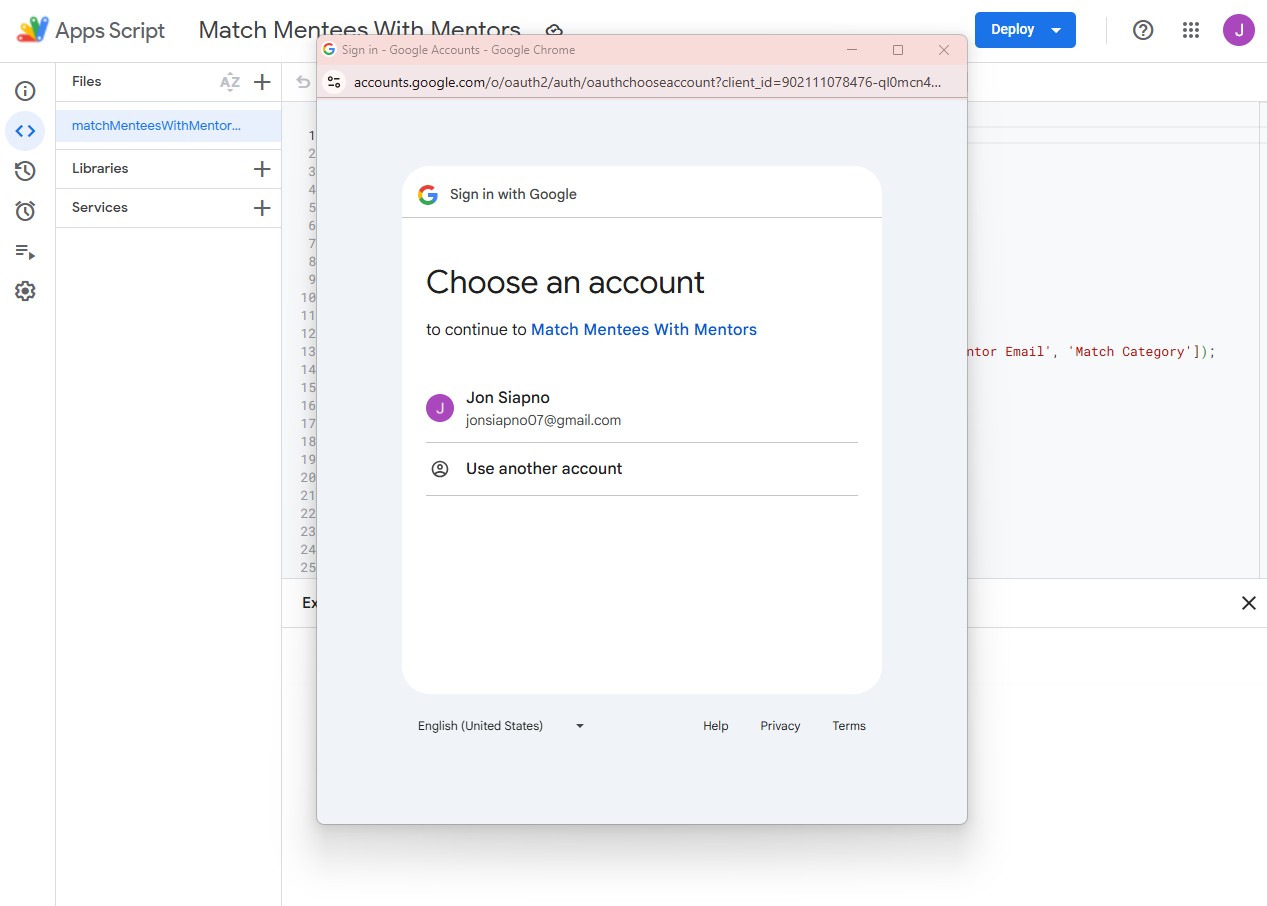 Apps Script
Match Mentees With Mentors
Deploy
J
Sign in - Google Accounts - Google Chrome
accounts.google.com/o/oauth2/auth/oauthchooseaccount?client_id=902111078476-ql0mcn4...
Files
AZ
matchMenteesWithMentor...
Libraries
Services
1
2
3
4
5
6
7
8
9
10
11
12
13
14
15
16
17
18
19
20
21
22
23
24
25
ntor Email', 'Match Category']);
Ex
Sign in with Google
Choose an account
to continue to Match Mentees With Mentors
J
Jon Siapno
jonsiapno07@gmail.com
Use another account
English (United States)
Help
Privacy
Terms